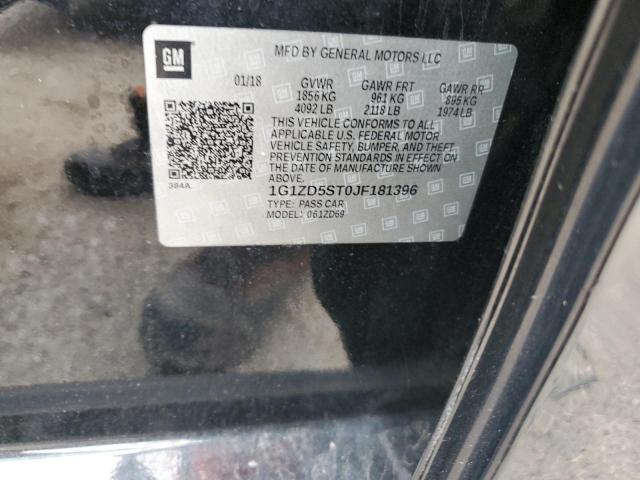 GM
MFD BY GENERAL MOTORS LLC
01/18 GVWR GAWR FRT GAWR RR
1856 KG 961 KG 895 KG
4092 LB 2118 LB 1974 LB
THIS VEHICLE CONFORMS TO ALL
APPLICABLE U.S. FEDERAL MOTOR
VEHICLE SAFETY, BUMPER, AND THEFT
PREVENTION STANDARDS IN EFFECT ON
THE DATE OF MANUFACTURE SHOWN
ABOVE.
384A
1G1ZD5ST0JF181396
TYPE: PASS CAR
MODEL: 061ZD69